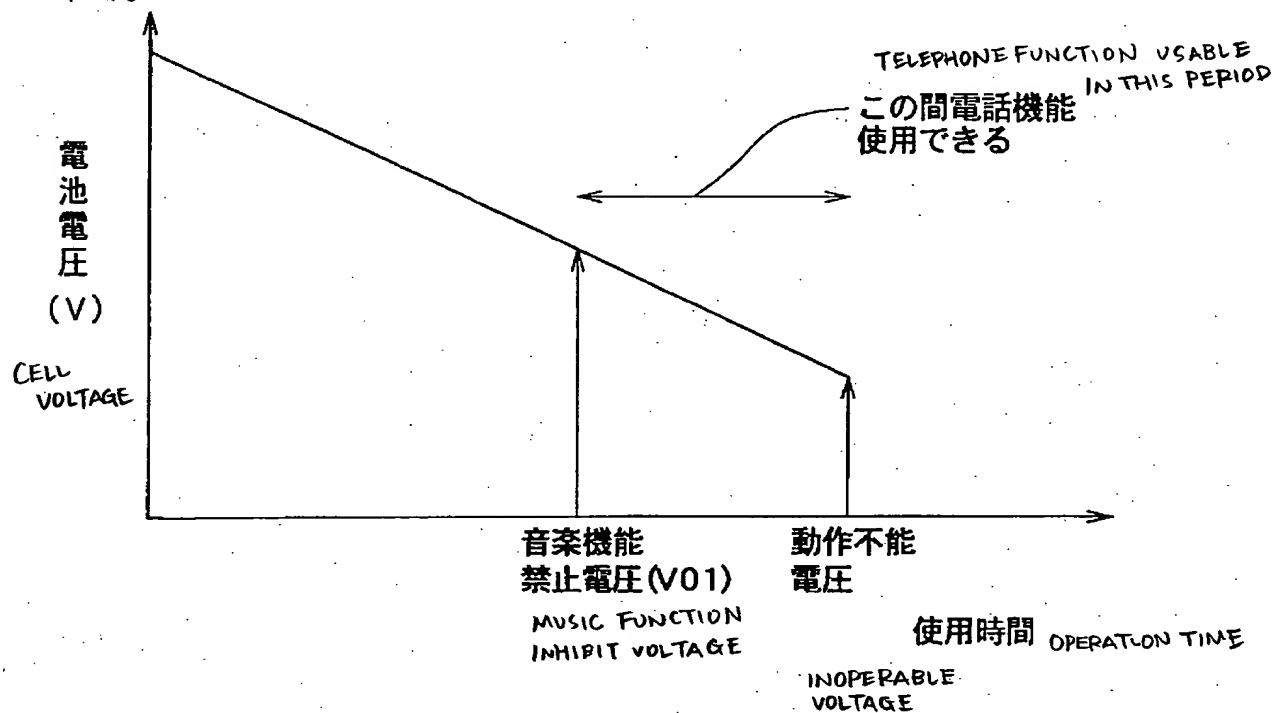 TELEPHONE FUNCTION USABLE
IN THIS PERIOD
この間電話機能
使用できる
電池電圧
(V)
CELL
VOLTAGE
音楽機能
禁止電圧(V01)
MUSIC FUNCTION
INHIBIT VOLTAGE
動作不能
電圧
使用時間 OPERATION TIME
INOPERABLE
VOLTAGE